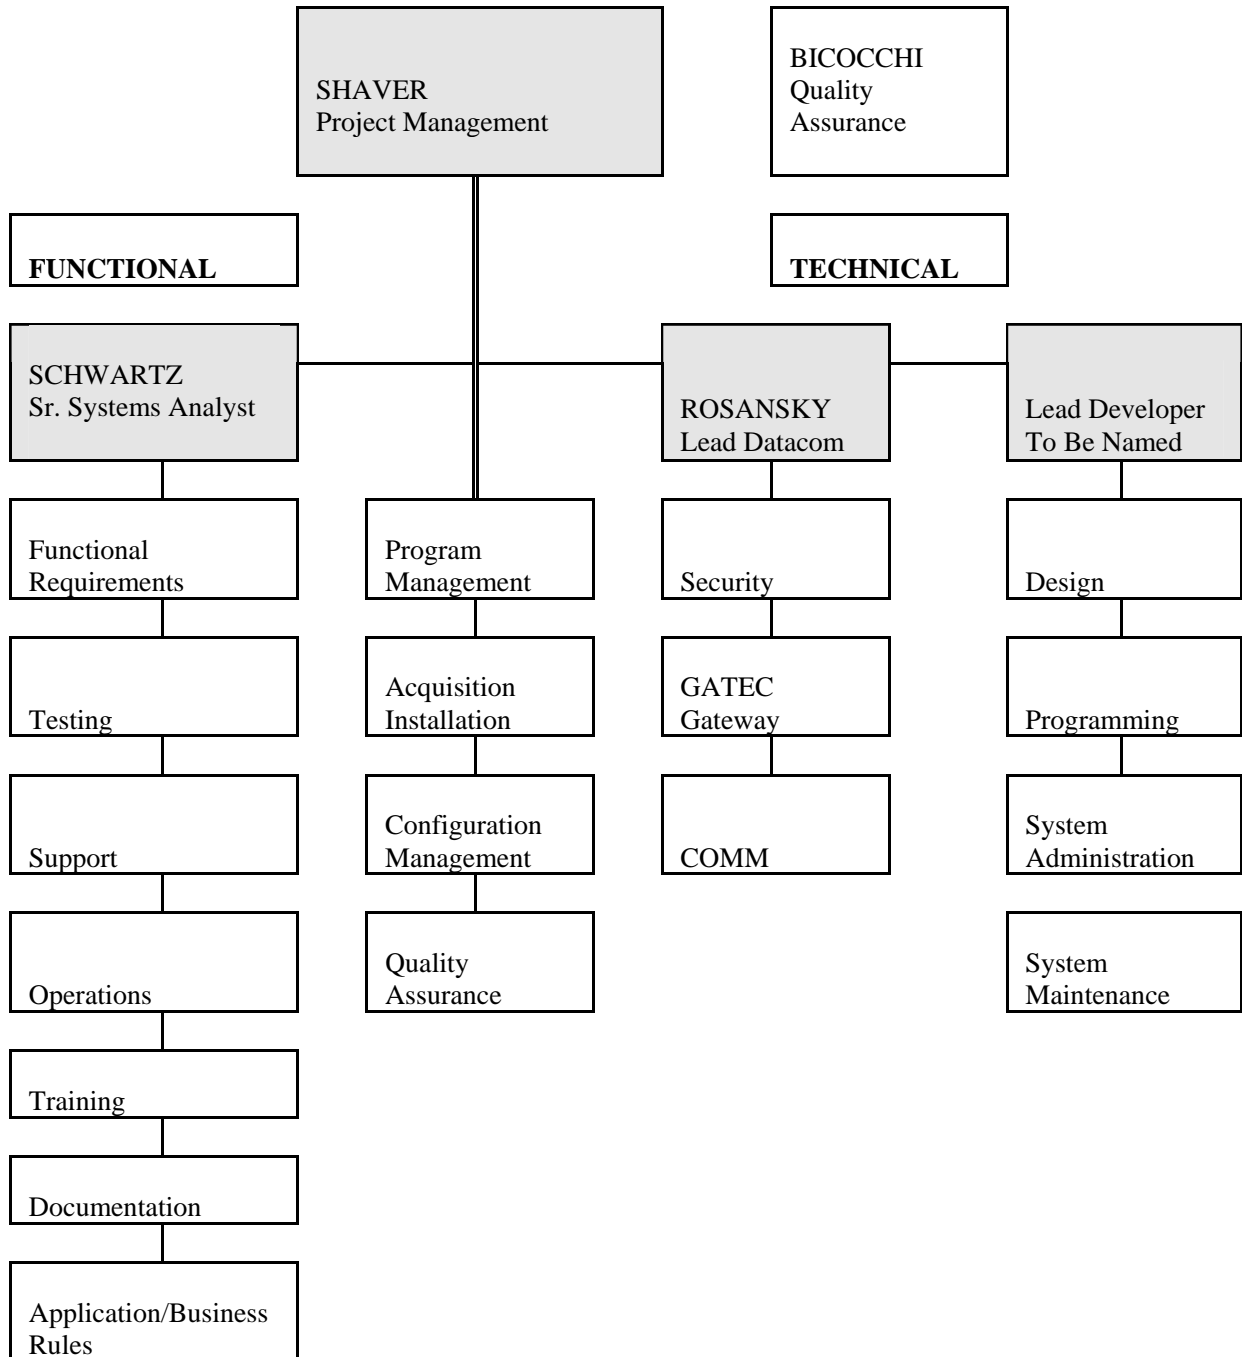 SHAVER
Project Management
BICOCCHI
Quality
Assurance
FUNCTIONAL
TECHNICAL
SCHWARTZ
Sr. Systems Analyst
ROSANSKY
Lead Datacom
Lead Developer
To Be Named
Functional
Requirements
Program
Management
Security
Design
Testing
Acquisition
Installation
GATEC
Gateway
Programming
Support
Configuration
Management
COMM
System
Administration
Operations
Quality
Assurance
System
Maintenance
Training
Documentation
Application/Business
Rules